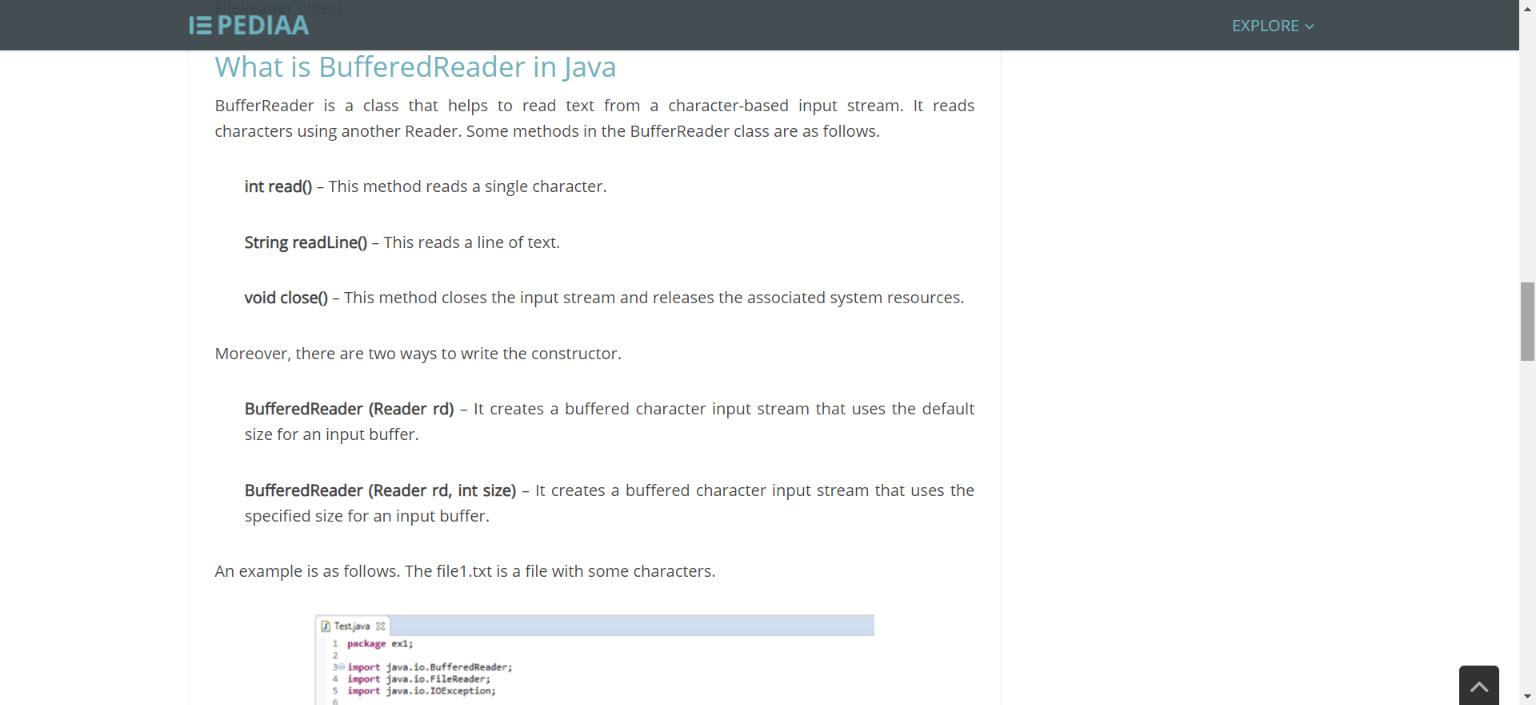 FileReader object.
PEDIAA
EXPLORE
What is BufferedReader in Java
BufferReader is a class that helps to read text from a character-based input stream. It reads
characters using another Reader. Some methods in the BufferReader class are as follows.
int read() – This method reads a single character.
String readLine() – This reads a line of text.
void close() – This method closes the input stream and releases the associated system resources.
Moreover, there are two ways to write the constructor.
BufferedReader (Reader rd) – It creates a buffered character input stream that uses the default
size for an input buffer.
BufferedReader (Reader rd, int size) – It creates a buffered character input stream that uses the
specified size for an input buffer.
An example is as follows. The file1.txt is a file with some characters.
Test.java
1 package ex1;
2
3 import java.io.BufferedReader;
4 import java.io.FileReader;
5 import java.io.IOException;
6